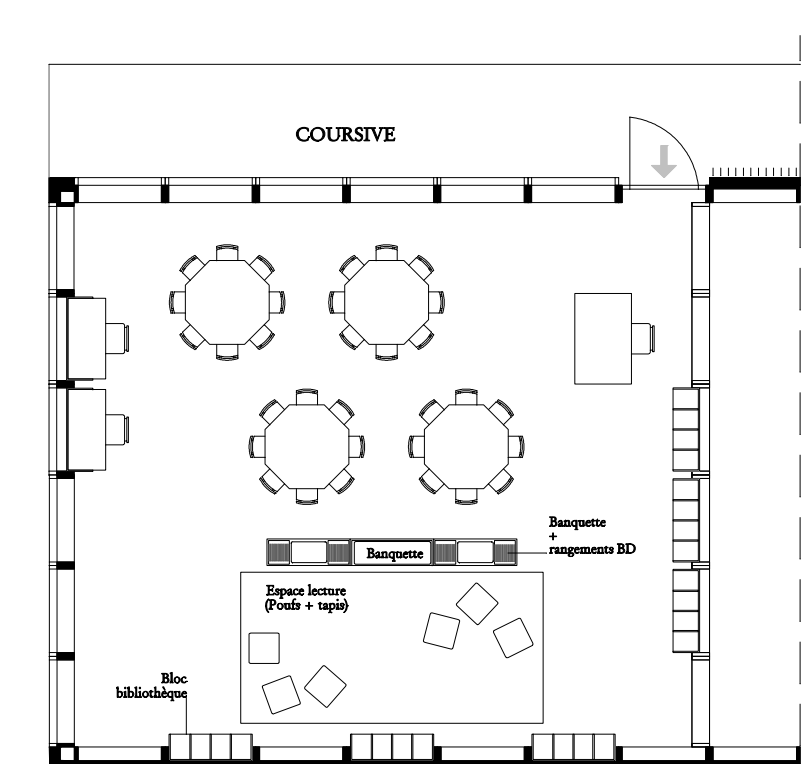 COURSIVE
Banquette
+
rangements BD
Banquette
Espace lecture
(Poufs + tapis)
Bloc
bibliothèque